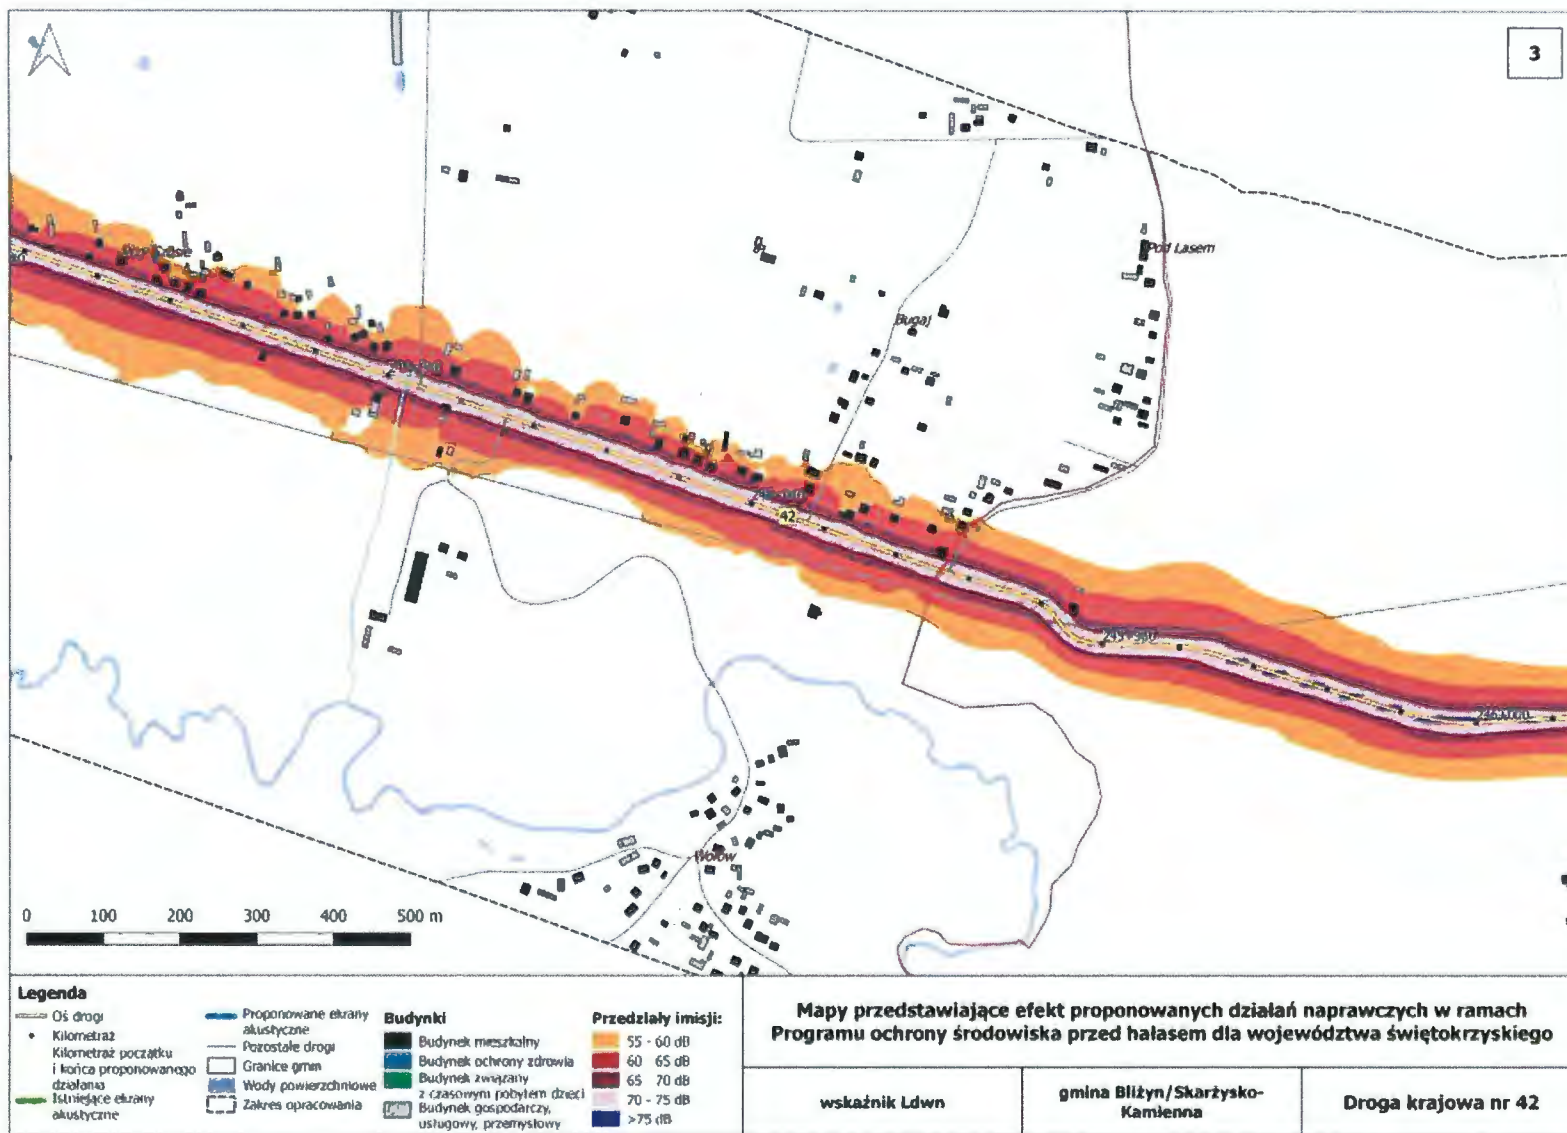 3
Pod Lasem
Bugaj
42
Wołów
0 100 200 300 400 500 m
Legenda
Oś drogi
Kilometraż
Kilometraż początku
i końca proponowanego
działania
Istniejące ekrany
akustyczne
Proponowane ekrany
akustyczne
Pozostałe drogi
Granice gmin
Wody powierzchniowe
Zakres opracowania
Budynki
Budynek mieszkalny
Budynek ochrony zdrowia
Budynek związany
z czasowym pobytem dzieci
Budynek gospodarczy,
usługowy, przemysłowy
Przedziały imisji:
55 - 60 dB
60 65 dB
65 70 dB
70 - 75 dB
>75 dB
Mapy przedstawiające efekt proponowanych działań naprawczych w ramach
Programu ochrony środowiska przed hałasem dla województwa świętokrzyskiego
wskaźnik Ldwn
gmina Bliżyn/Skarżysko-
Kamienna
Droga krajowa nr 42